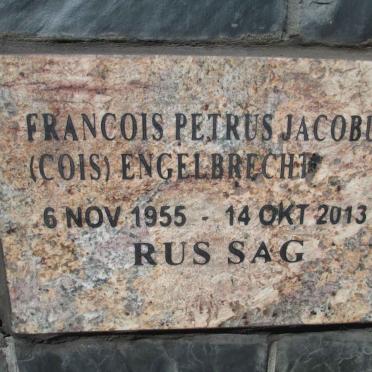 FRANCOIS PETRUS JACOBU
(COIS) ENGELBRECHT
6 NOV 1955 - 14 OKT 2013
RUS SAG